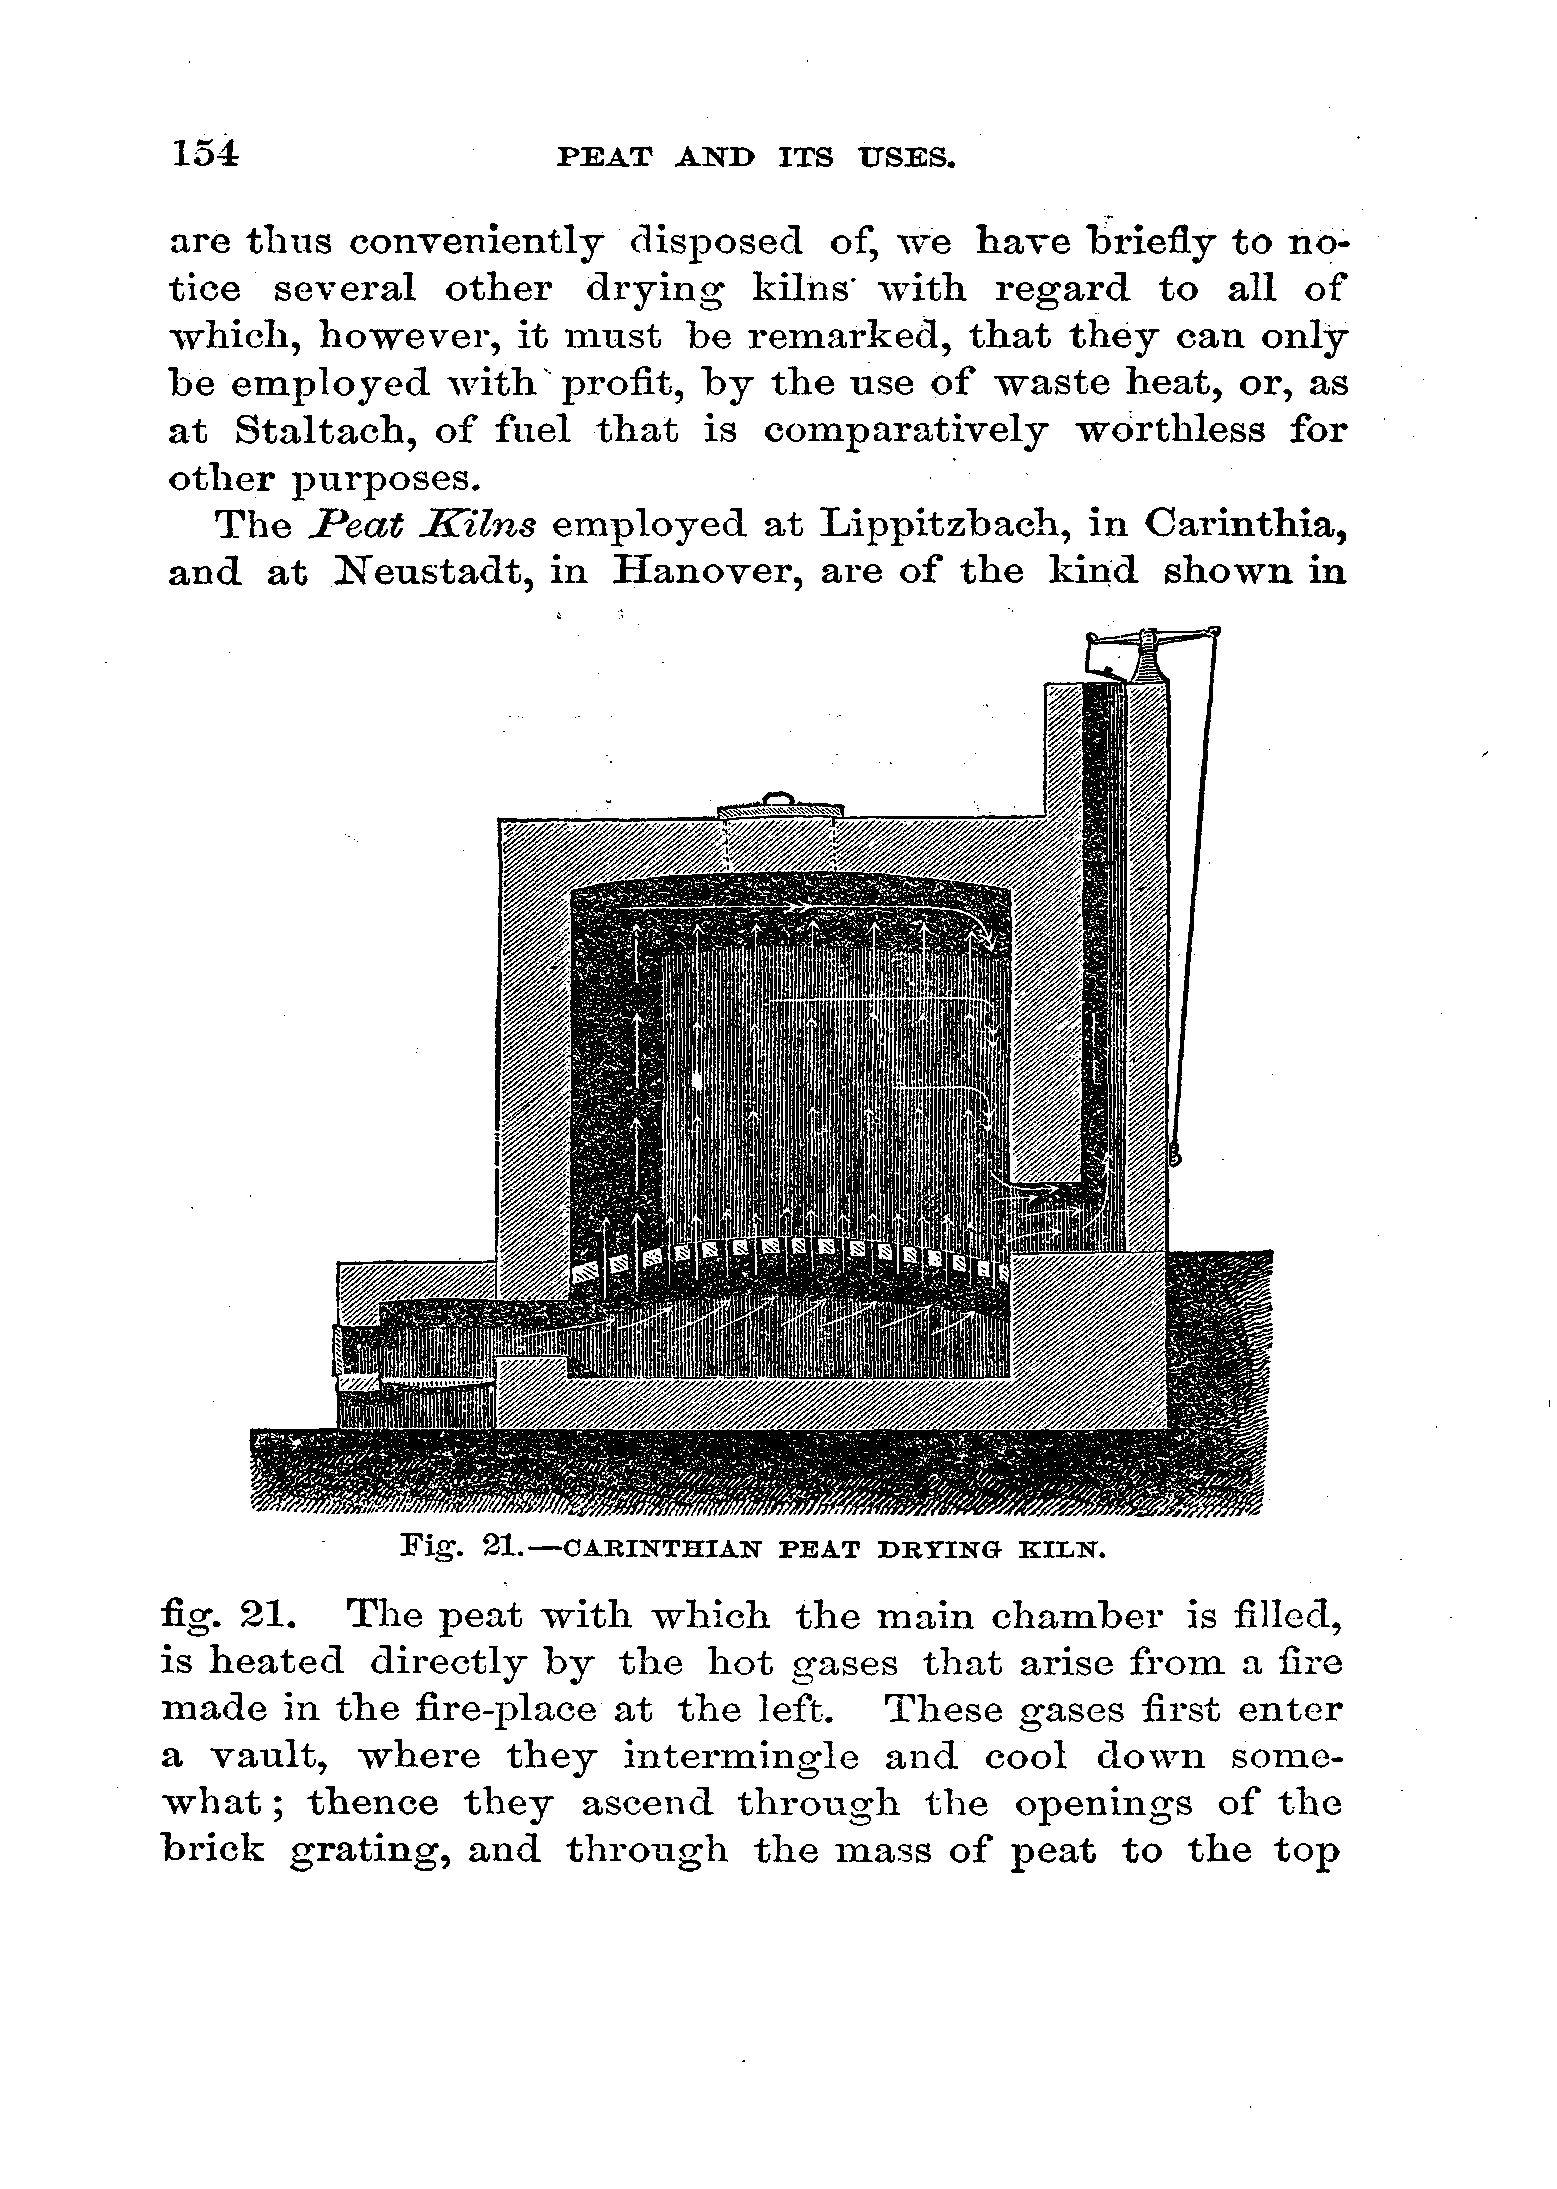 154 PEAT AND ITS USES.
are thus conveniently disposed of, we have briefly to no-
tice several other drying kilns with regard to all of
which, however, it must be remarked, that they can only
be employed with profit, by the use of waste heat, or, as
at Staltach, of fuel that is comparatively worthless for
other purposes.
The Peat Kilns employed at Lippitzbach, in Carinthia,
and at Neustadt, in Hanover, are of the kind shown in
Fig. 21.—CARINTHIAN PEAT DRYING KILN.
fig. 21. The peat with which the main chamber is filled,
is heated directly by the hot gases that arise from a fire
made in the fire-place at the left. These gases first enter
a vault, where they intermingle and cool down some-
what; thence they ascend through the openings of the
brick grating, and through the mass of peat to the top